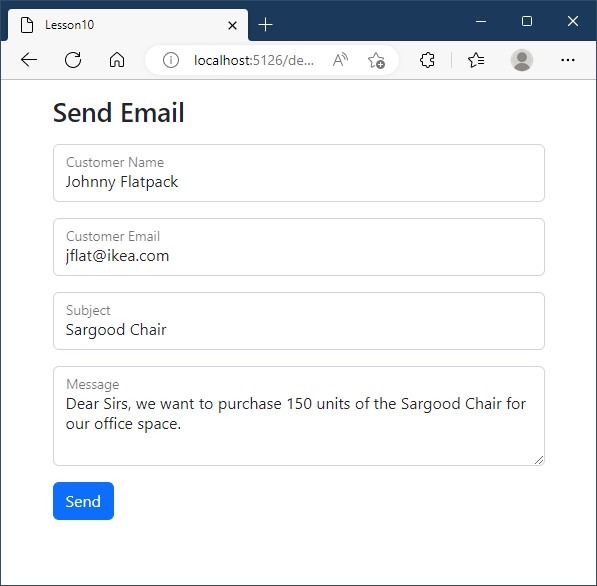 Lesson10
localhost:5126/de...
Send Email
Customer Name
Johnny Flatpack
Customer Email
jflat@ikea.com
Subject
Sargood Chair
Message
Dear Sirs, we want to purchase 150 units of the Sargood Chair for
our office space.
Send